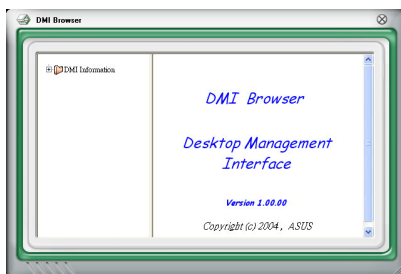 DMI Browser
DMI Information
DMI Browser
Desktop Management
Interface
Version 1.00.00
Copyright (c) 2004, ASUS